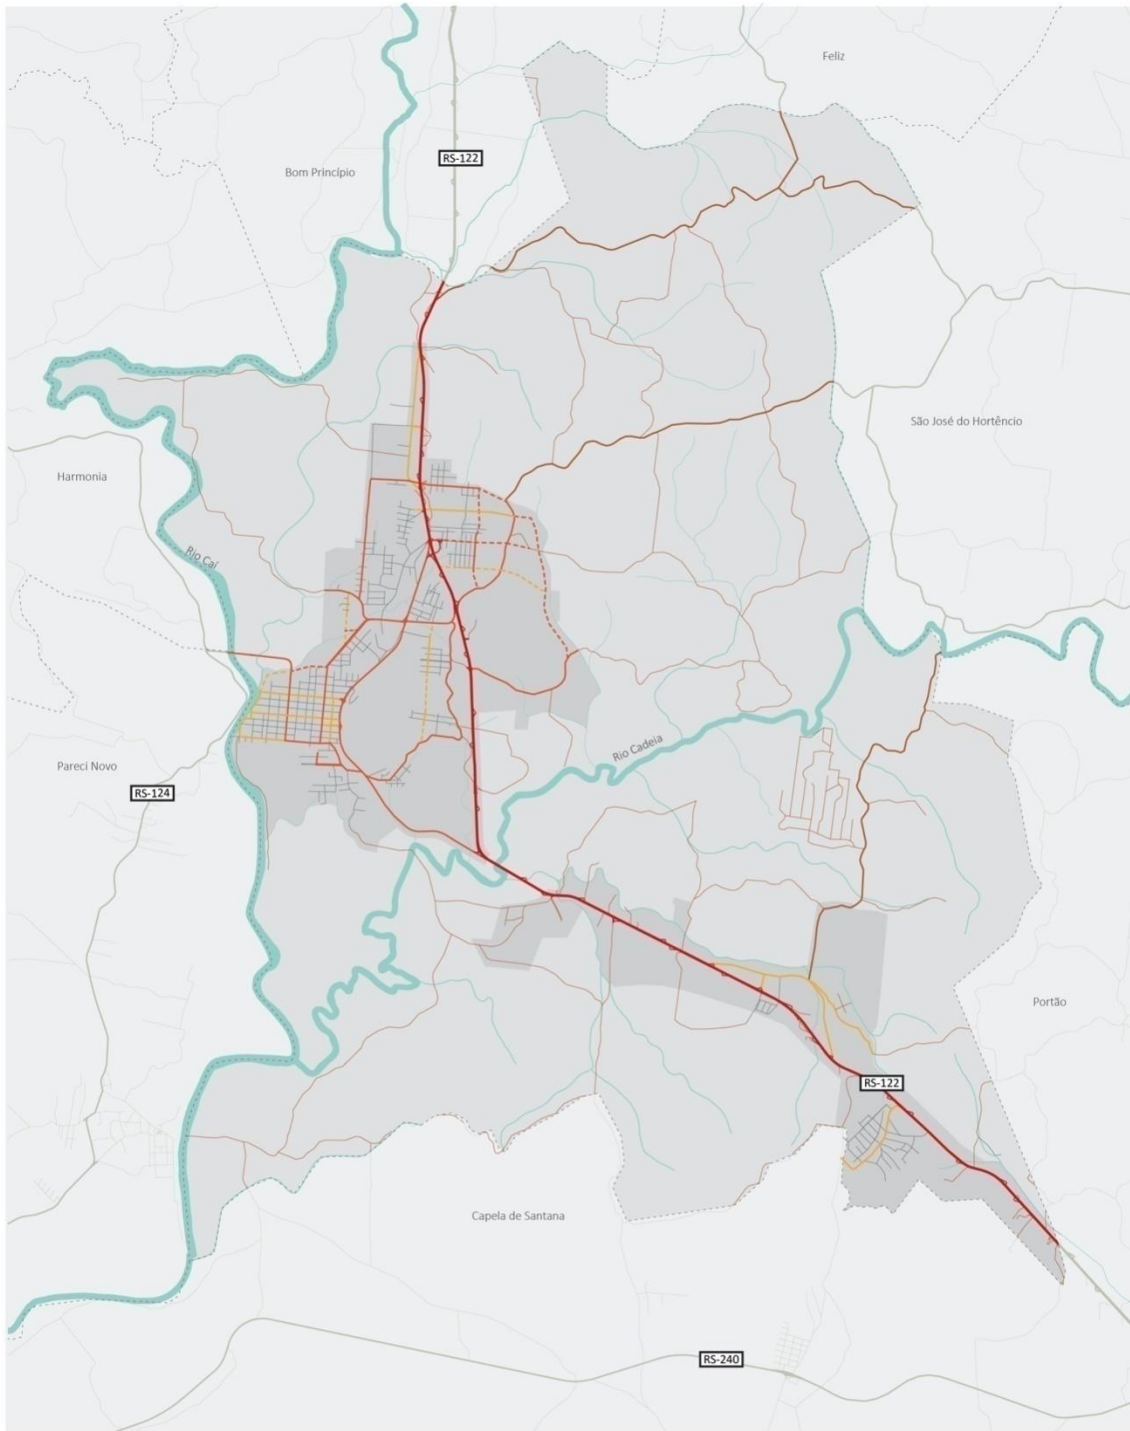 Feliz
RS-122
Bom Princípio
São José do Hortêncio
Harmonia
Rio Caí
Rio Cadeia
Pareci Novo
RS-124
Portão
RS-122
Capela de Santana
RS-240